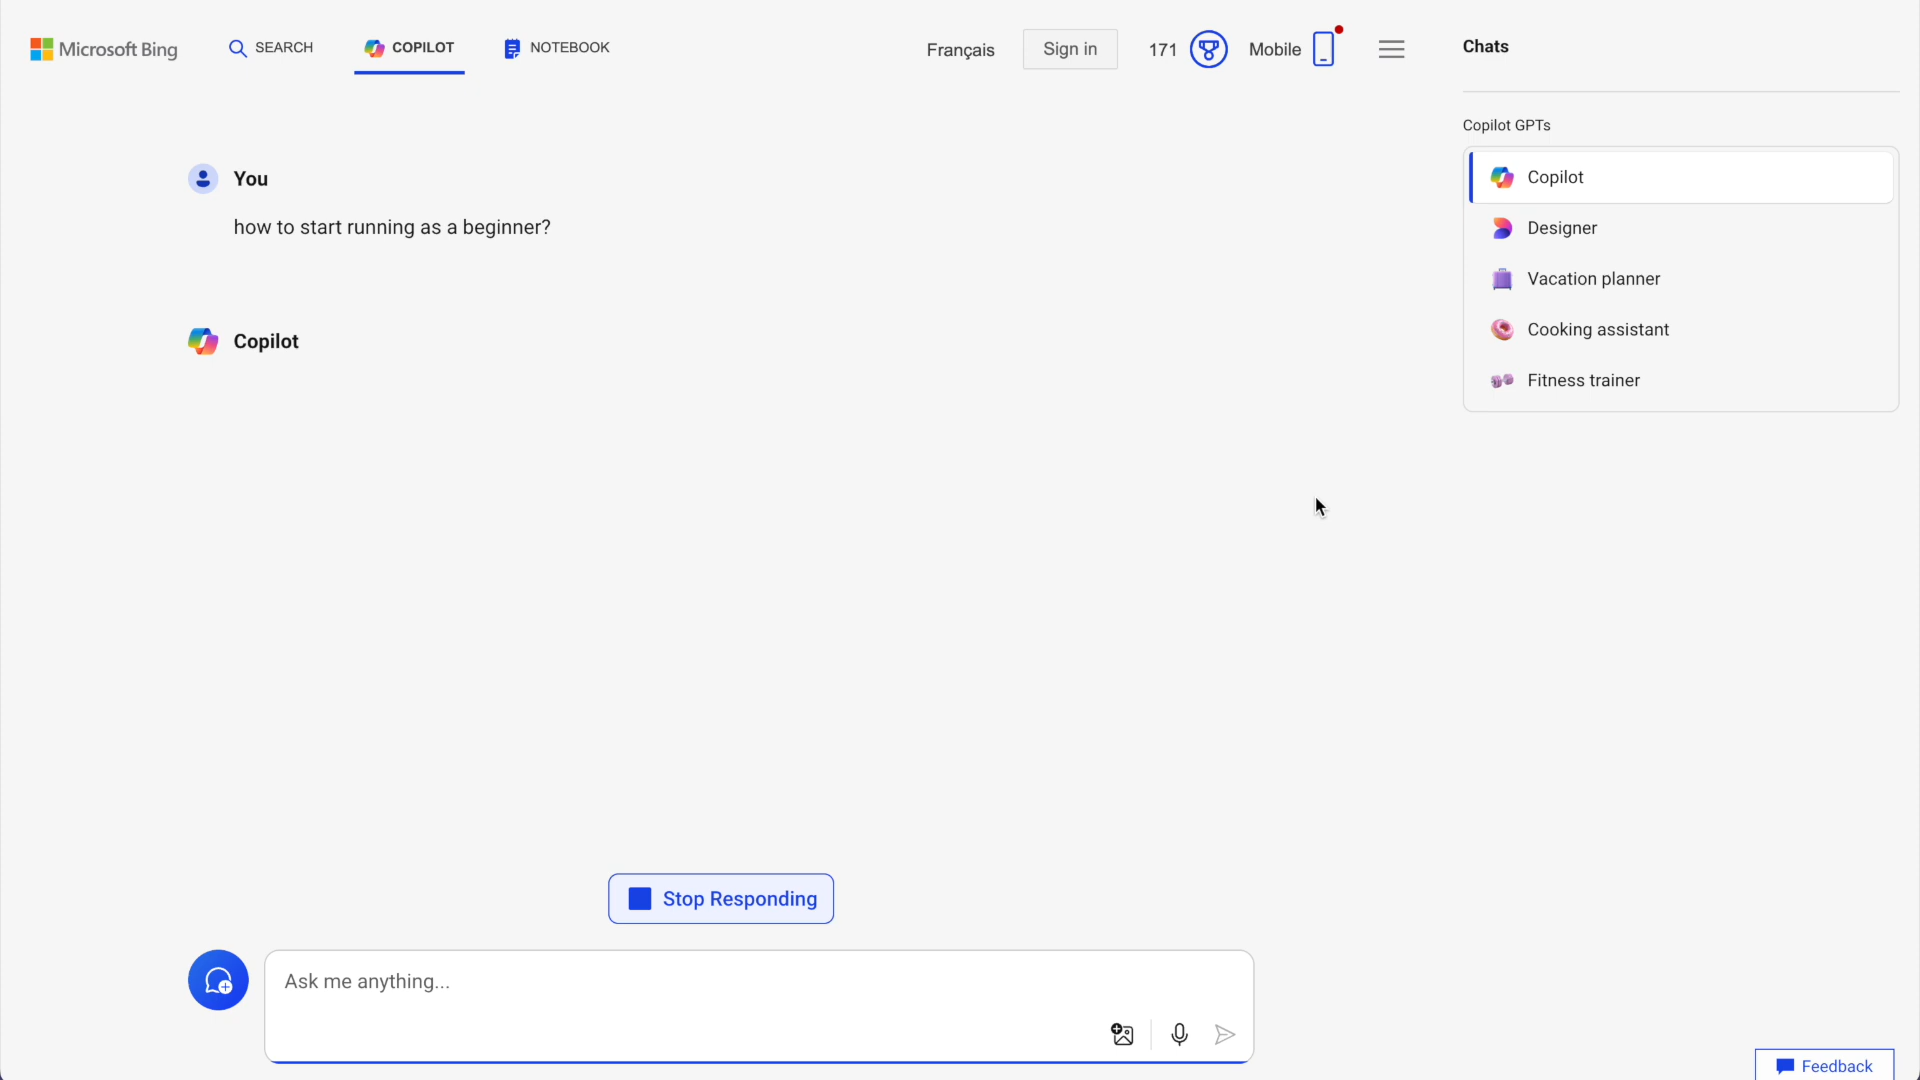 Microsoft Bing
SEARCH
COPILOT
NOTEBOOK
Français
Sign in
171
Mobile
Chats
Copilot GPTs
Copilot
Designer
Vacation planner
Cooking assistant
Fitness trainer
You
how to start running as a beginner?
Copilot
Stop Responding
Ask me anything...
Feedback